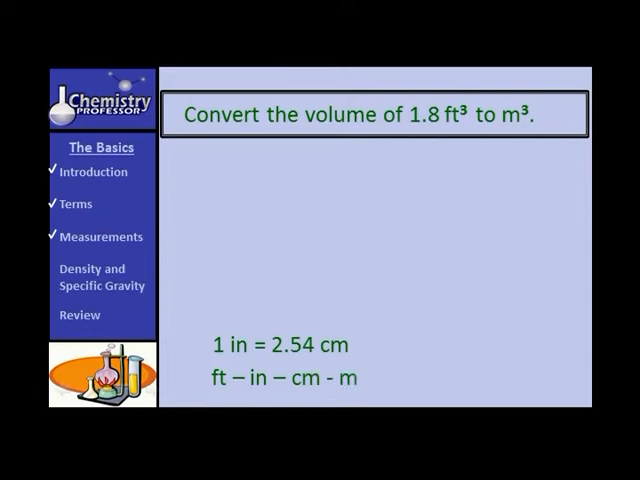 Chemistry
PROFESSOR
Convert the volume of 1.8 ft³ to m³.
The Basics
✓ Introduction
✓ Terms
✓ Measurements
Density and
Specific Gravity
Review
1 in = 2.54 cm
ft – in – cm - m